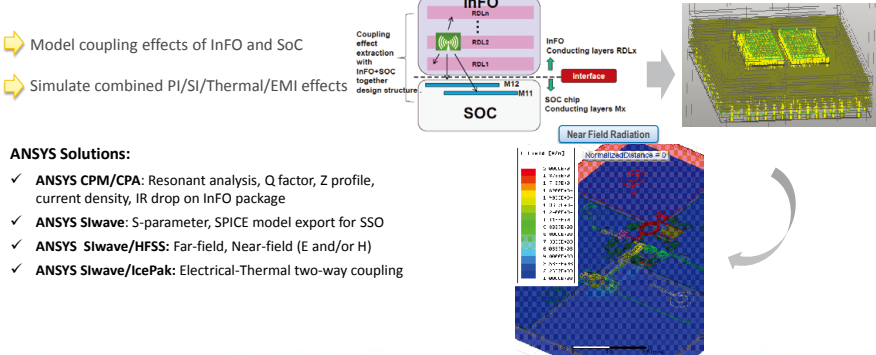 InFO
RDLn
RDL2
RDL1
Coupling
effect
extraction
with
InFO+SOC
together
design structure
InFO
Conducting layers RDLx
Interface
SOC chip
Conducting layers Mx
M12
M11
SOC
Model coupling effects of InFO and SoC
Simulate combined PI/SI/Thermal/EMI effects
Near Field Radiation
NormalizedDistance = 0
ANSYS Solutions:
✓ ANSYS CPM/CPA: Resonant analysis, Q factor, Z profile,
current density, IR drop on InFO package
✓ ANSYS SIwave: S-parameter, SPICE model export for SSO
✓ ANSYS SIwave/HFSS: Far-field, Near-field (E and/or H)
✓ ANSYS SIwave/IcePak: Electrical-Thermal two-way coupling